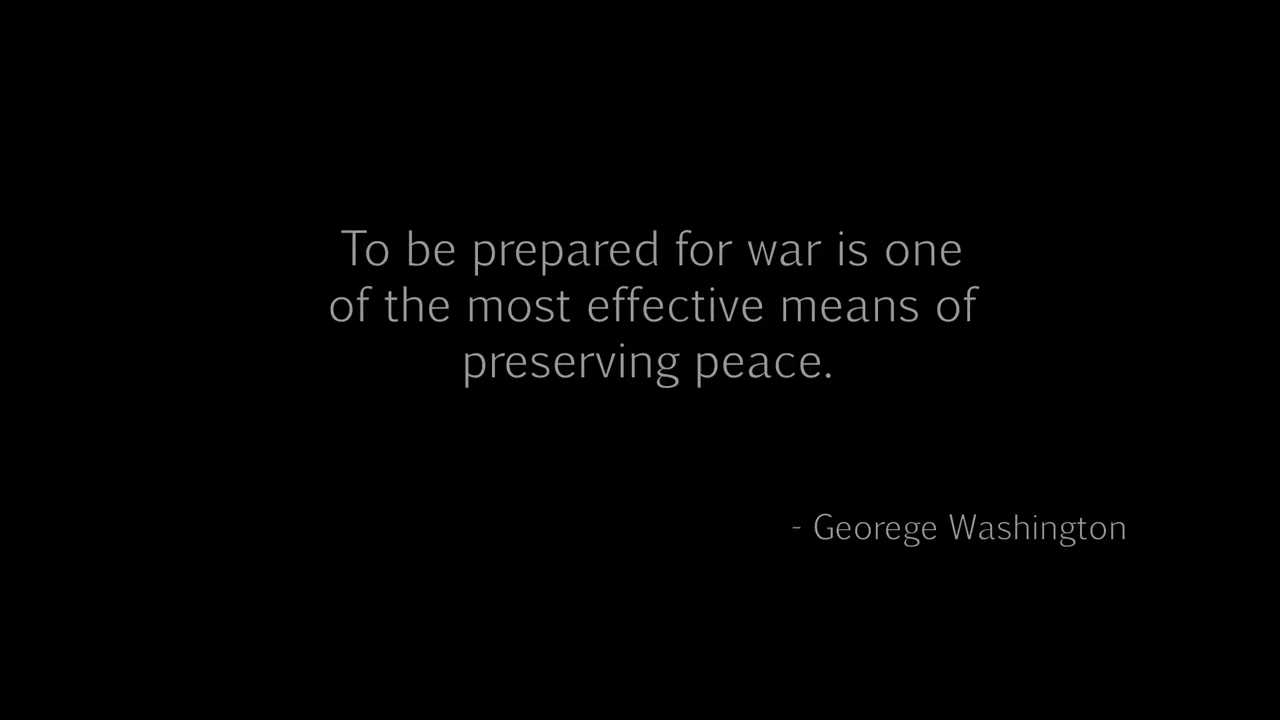 To be prepared for war is one
of the most effective means of
preserving peace.
- Georege Washington